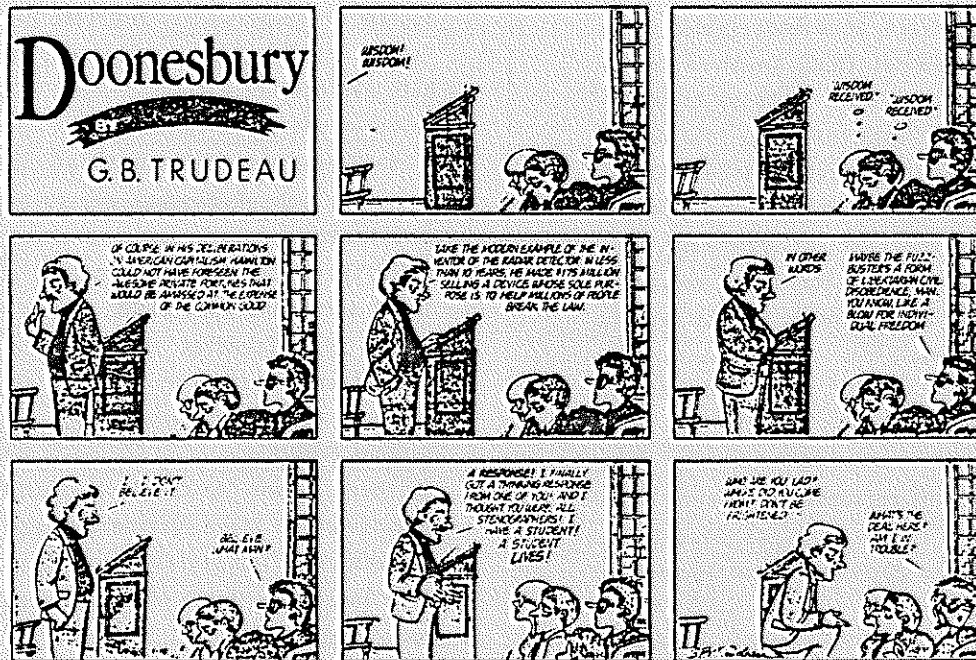 Doonesbury
BY
G.B. TRUDEAU
WISDOM!
WISDOM!
"WISDOM
RECEIVED"
"WISDOM
RECEIVED"
OF COURSE, IN HIS DELIBERATIONS
ON AMERICAN CAPITALISM, HAMILTON
COULD NOT HAVE FORESEEN THE
AWESOME PRIVATE FORTUNES THAT
WOULD BE AMASSED AT THE EXPENSE
OF THE COMMON GOOD
TAKE THE MODERN EXAMPLE OF THE IN-
VENTOR OF THE RADAR DETECTOR. IN LESS
THAN 10 YEARS, HE MADE $175 MILLION
SELLING A DEVICE WHOSE SOLE PUR-
POSE IS TO HELP MILLIONS OF PEOPLE
BREAK THE LAW.
IN OTHER
WORDS
MAYBE THE FUZZ-
BUSTER'S A FORM
OF LIBERTARIAN CIVIL
DISOBEDIENCE, MAN.
YOU KNOW, LIKE A
BLOW FOR INDIVI-
DUAL FREEDOM
I DON'T
BELIEVE IT
BELIEVE
WHAT, MAN?
A RESPONSE! I FINALLY
GOT A THINKING RESPONSE
FROM ONE OF YOU! AND I
THOUGHT YOU WERE ALL
STENOGRAPHERS! I
HAVE A STUDENT!
A STUDENT
LIVES!
WHO ARE YOU, LAD?
WHERE DID YOU COME
FROM? DON'T BE
FRIGHTENED
WHAT'S THE
DEAL HERE?
AM I IN
TROUBLE?